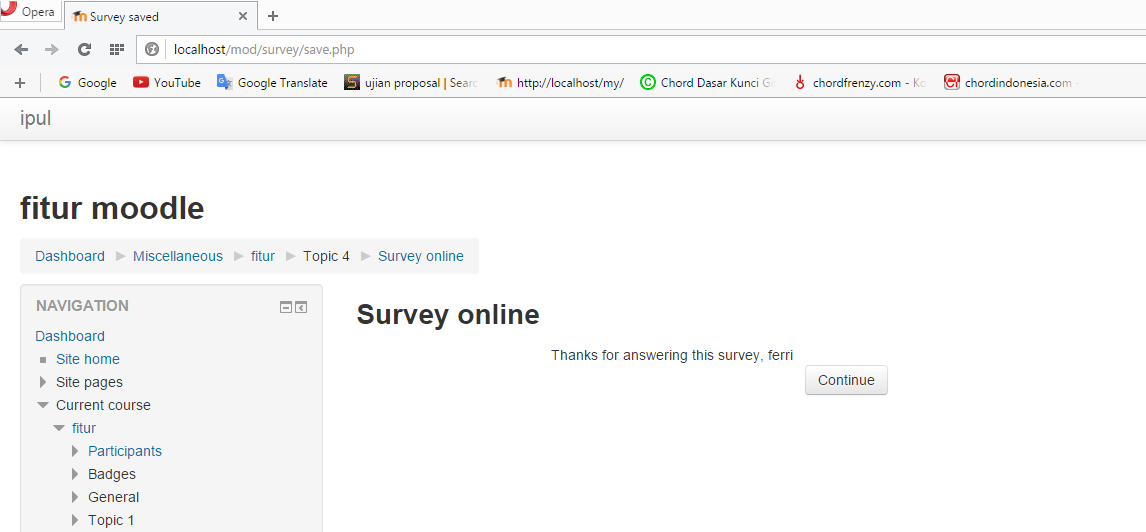 Opera
Survey saved
localhost/mod/survey/save.php
Google YouTube Google Translate ujian proposal | Sear http://localhost/my/ Chord Dasar Kunci G chordfrenzy.com - Ko chordindonesia.com -
ipul
fitur moodle
Dashboard Miscellaneous fitur Topic 4 Survey online
NAVIGATION
Dashboard
Site home
Site pages
Current course
fitur
Participants
Badges
General
Topic 1
Survey online
Thanks for answering this survey, ferri
Continue